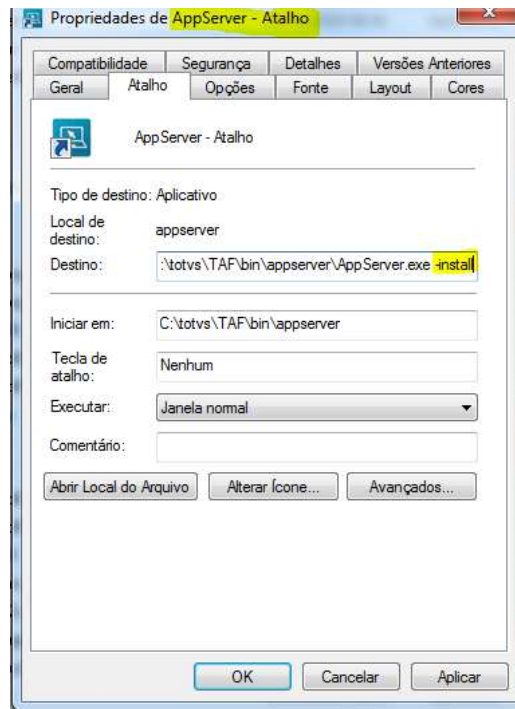 Propriedades de AppServer - Atalho
Compatibilidade Segurança Detalhes Versões Anteriores
Geral Atalho Opções Fonte Layout Cores
AppServer - Atalho
Tipo de destino: Aplicativo
Local de destino: appserver
Destino: :\totvs\TAF\bin\appserver\AppServer.exe -install
Iniciar em: C:\totvs\TAF\bin\appserver
Tecla de atalho: Nenhum
Executar: Janela normal
Comentário:
Abrir Local do Arquivo Alterar Ícone... Avançados...
OK Cancelar Aplicar